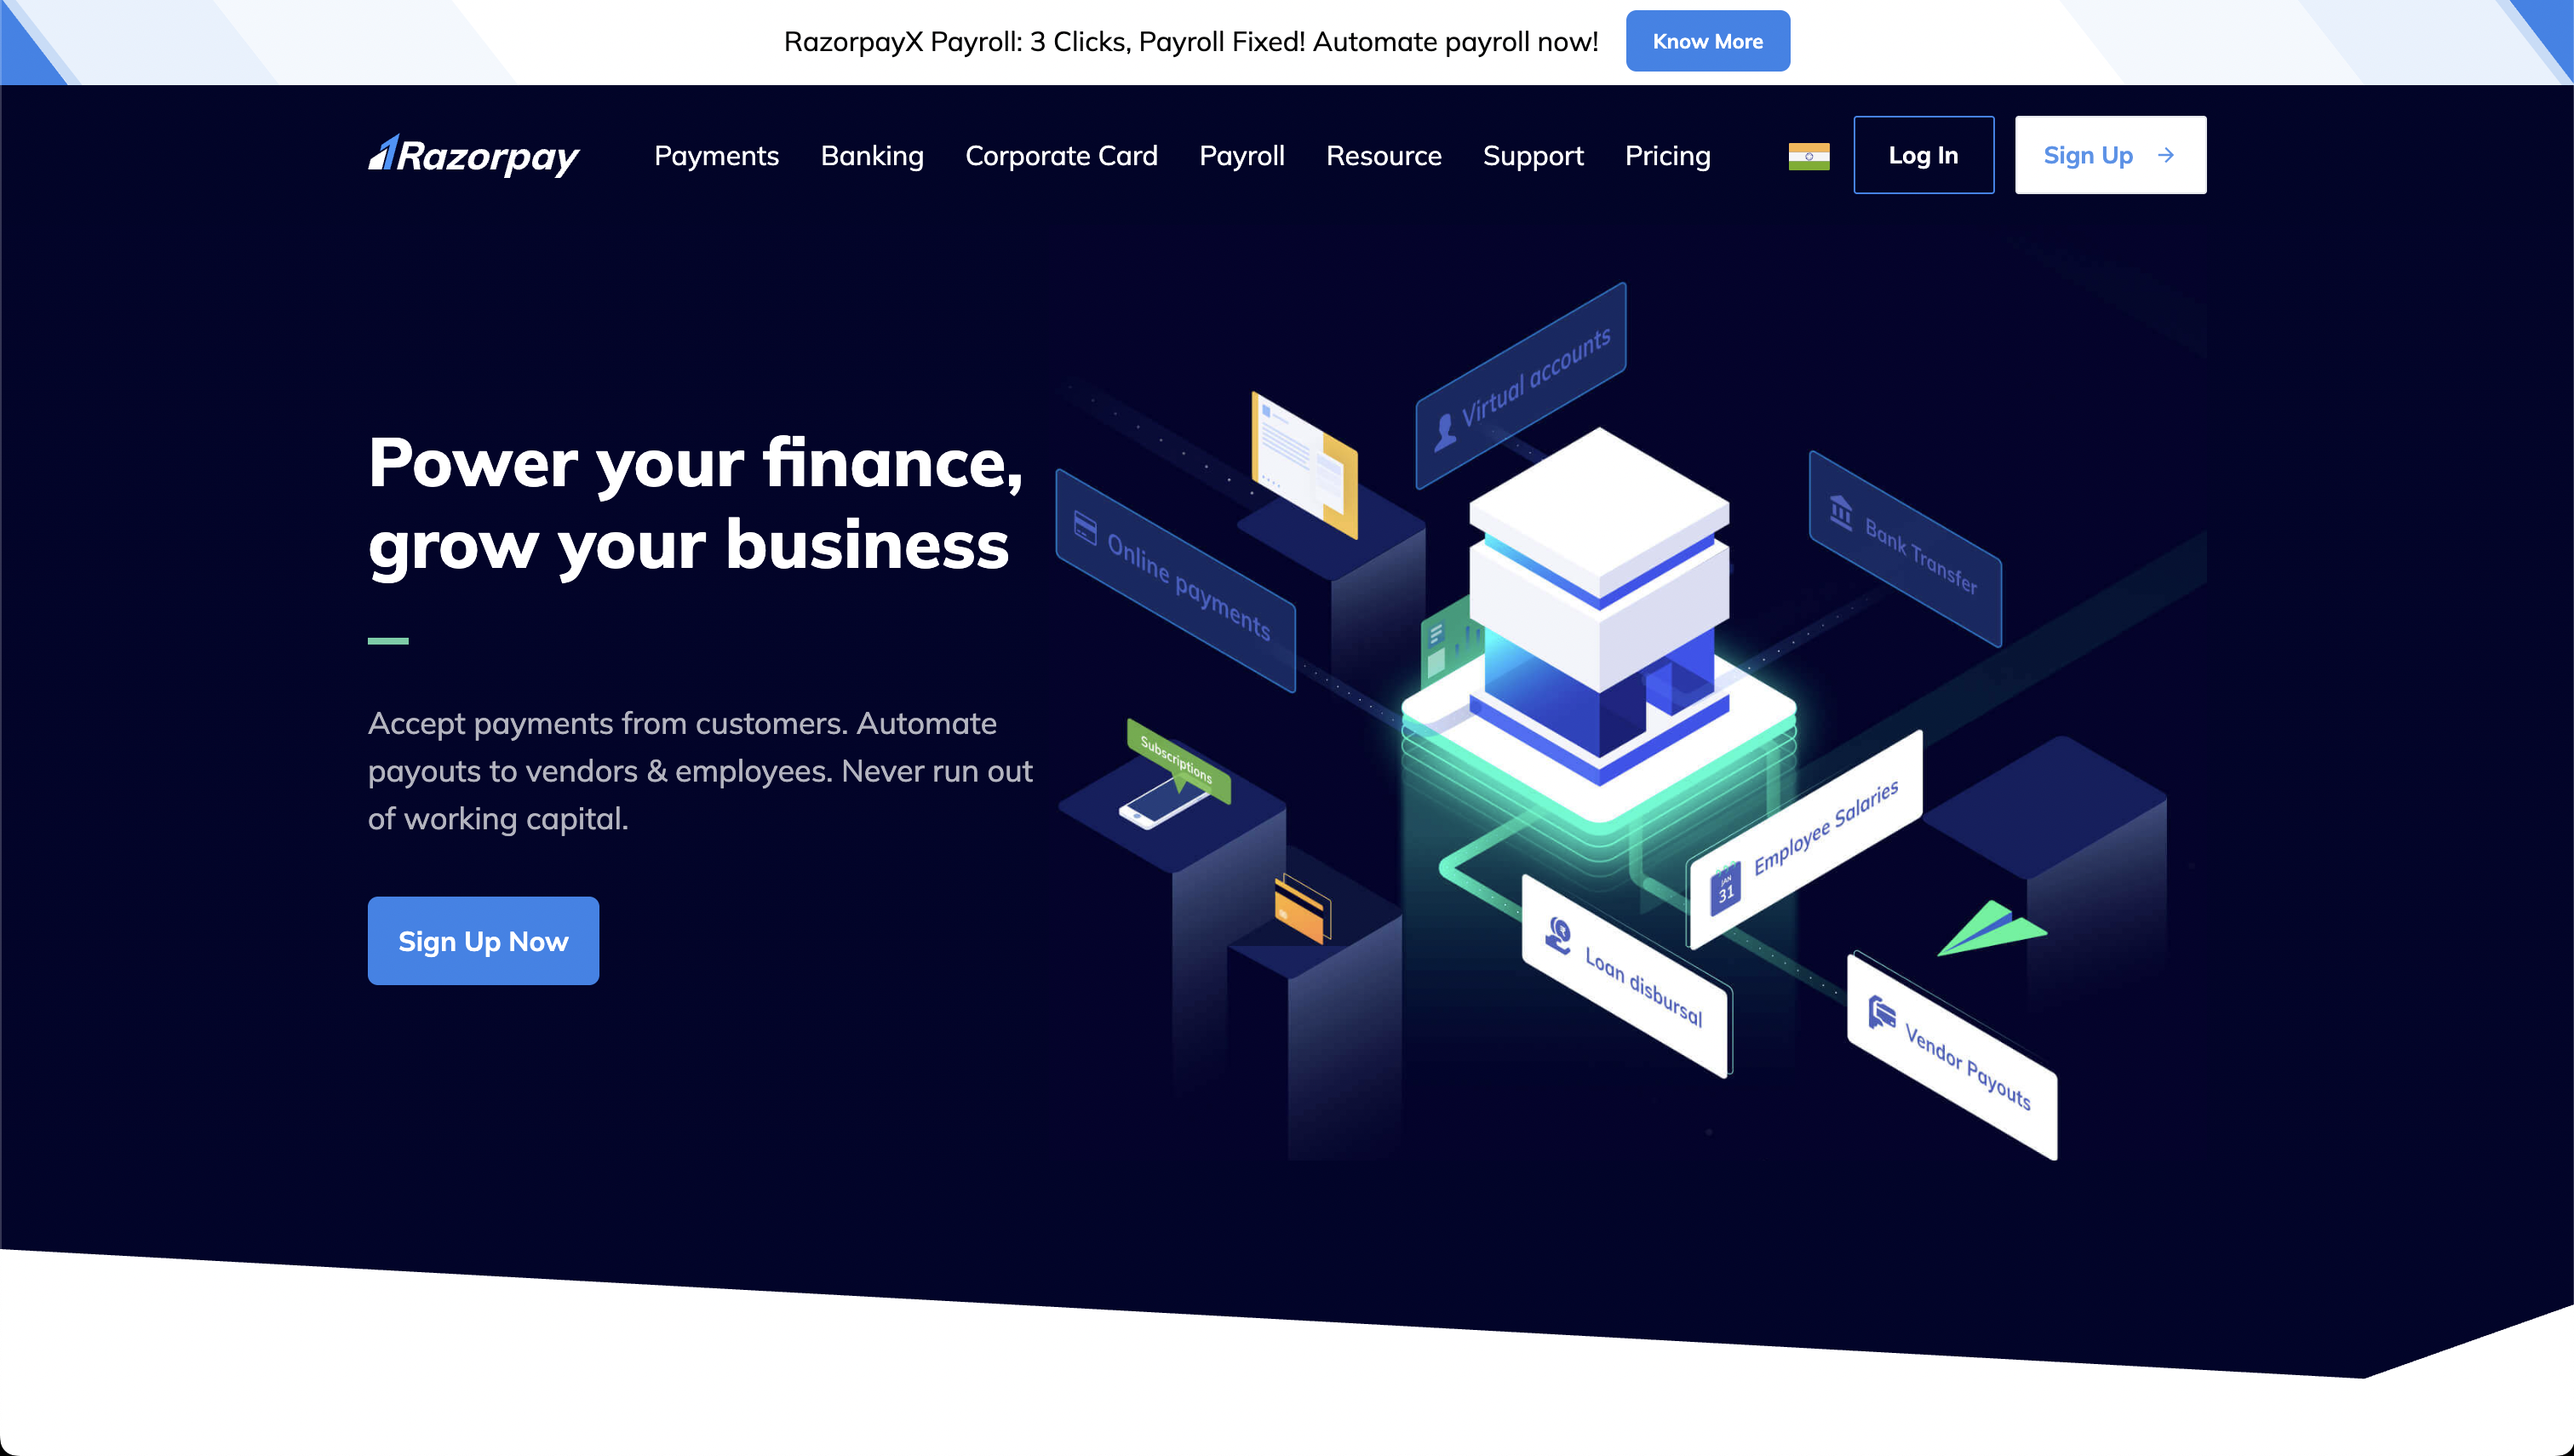 RazorpayX Payroll: 3 Clicks, Payroll Fixed! Automate payroll now!
Know More
Razorpay
Payments
Banking
Corporate Card
Payroll
Resource
Support
Pricing
Log In
Sign Up
Power your finance,
grow your business
Accept payments from customers. Automate
payouts to vendors & employees. Never run out
of working capital.
Sign Up Now
Virtual accounts
Online payments
Bank Transfer
Subscriptions
JAN
31
Employee Salaries
Loan disbursal
Vendor Payouts